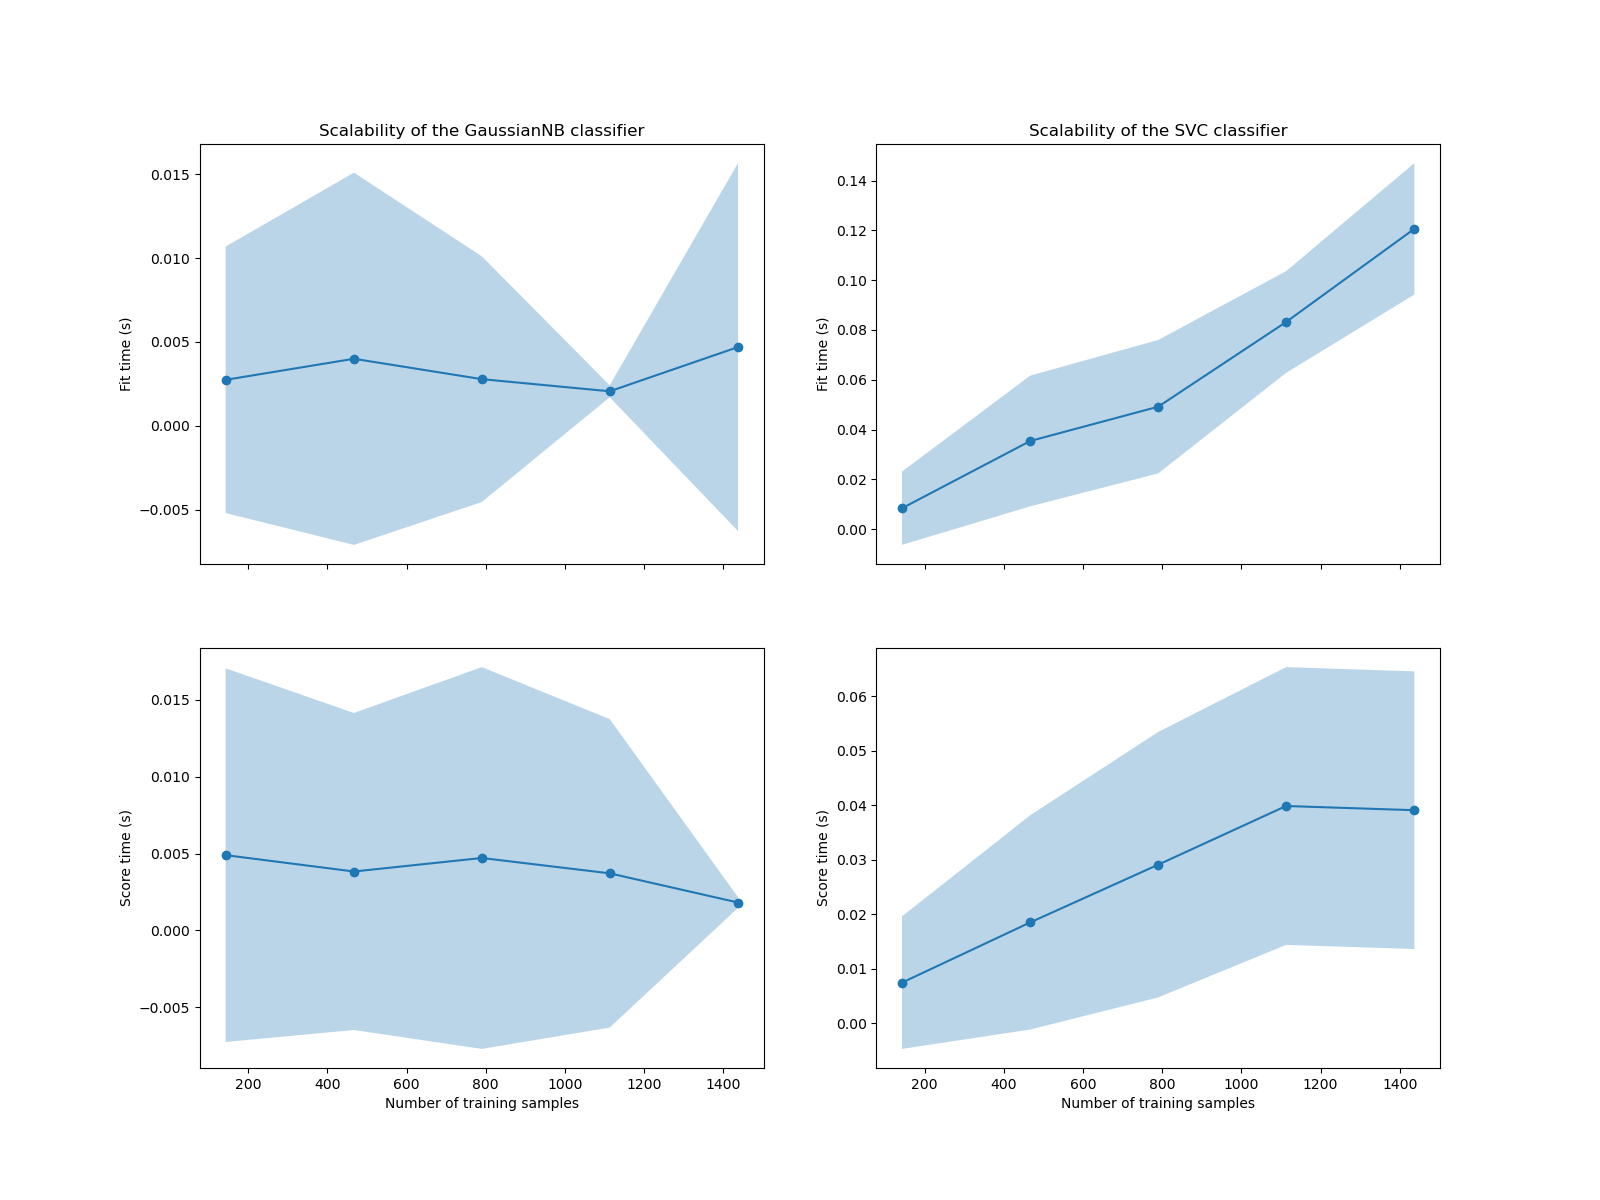 Scalability of the GaussianNB classifier
0.015
0.010
0.005
0.000
−0.005
Fit time (s)
Scalability of the SVC classifier
0.14
0.12
0.10
0.08
0.06
0.04
0.02
0.00
Fit time (s)
0.015
0.010
0.005
0.000
−0.005
Score time (s)
200 400 600 800 1000 1200 1400
Number of training samples
0.06
0.05
0.04
0.03
0.02
0.01
0.00
Score time (s)
200 400 600 800 1000 1200 1400
Number of training samples